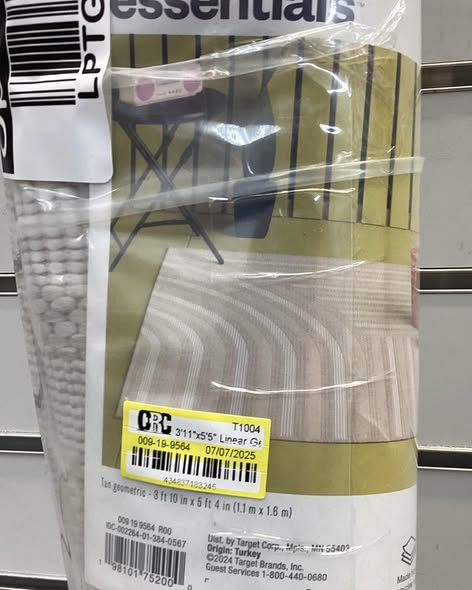 essentials™
LPTG
CRC
T1004
3'11"x5'5" Linear Ge
009-19-9564 07/07/2025
434837183245
Tan geometric - 3 ft 10 in x 5 ft 4 in (1.1 m x 1.6 m)
009 19 9564 R00
IDC-002264-01-384-0567
98101 75200
Dist. by Target Corp., Mpls., MN 55403
Origin: Turkey
©2024 Target Brands, Inc.
Guest Services 1-800-440-0680
Made